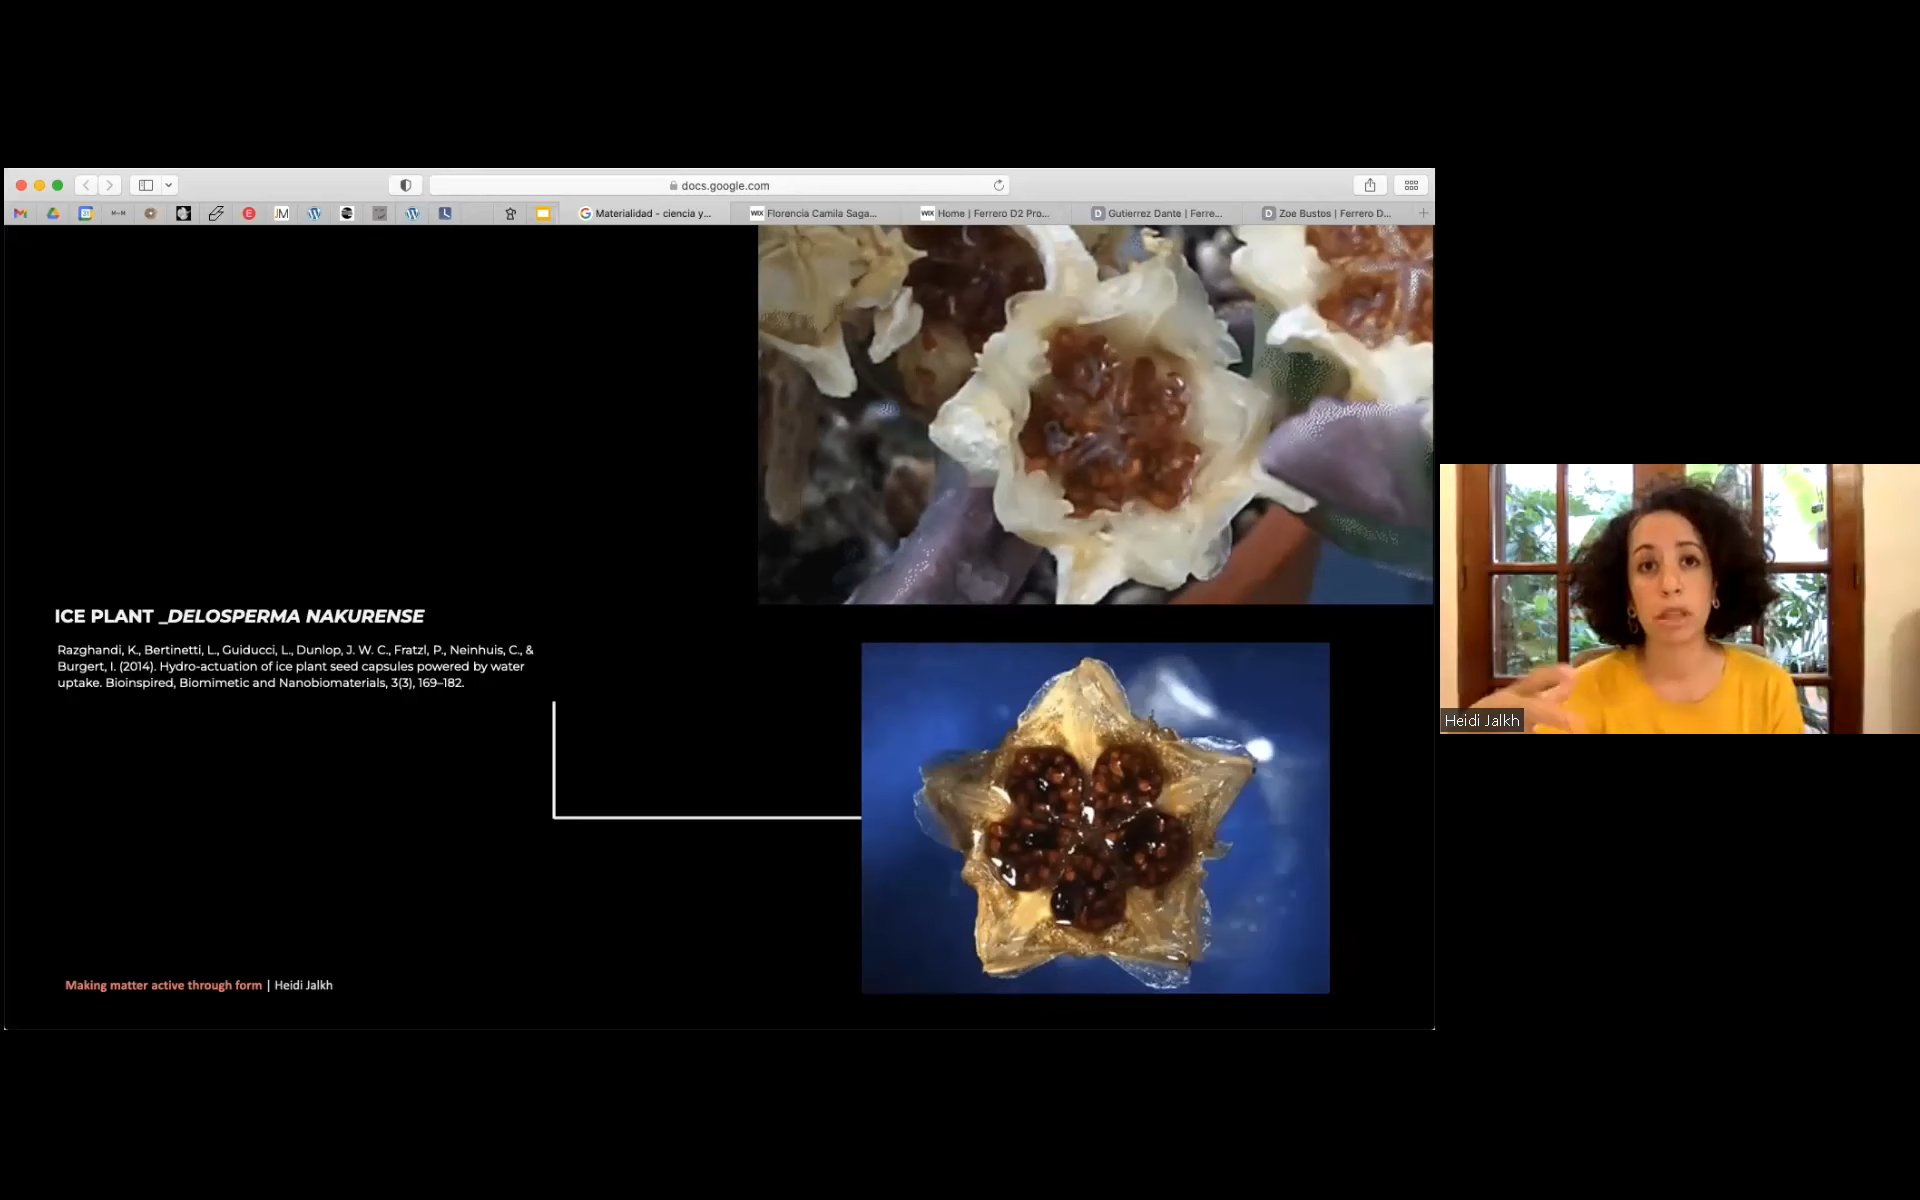 docs.google.com
Materialidad - ciencia y...
WIX Florencia Camila Saga...
WIX Home | Ferrero D2 Pro...
D Gutierrez Dante | Ferre...
D Zoe Bustos | Ferrero D...
ICE PLANT _DELOSPERMA NAKURENSE
Razghandi, K., Bertinetti, L., Guiducci, L., Dunlop, J. W. C., Fratzl, P., Neinhuis, C., &
Burgert, I. (2014). Hydro-actuation of ice plant seed capsules powered by water
uptake. Bioinspired, Biomimetic and Nanobiomaterials, 3(3), 169–182.
Making matter active through form | Heidi Jalkh
Heidi Jalkh